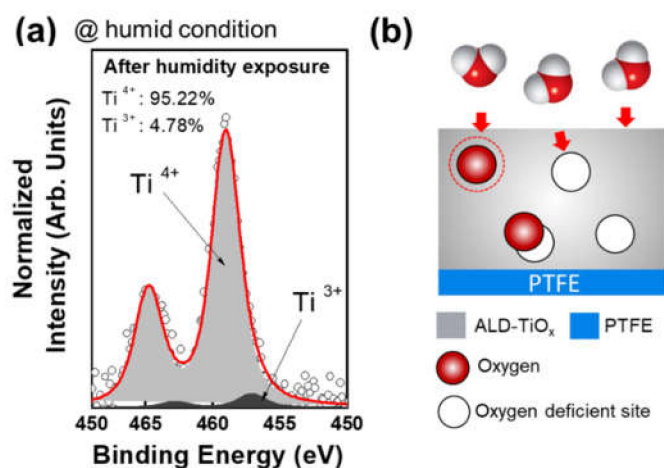 (a) @ humid condition
After humidity exposure
Ti 4+ : 95.22%
Ti 3+ : 4.78%
Ti 4+
Ti 3+
Normalized
Intensity (Arb. Units)
450 465 460 455 450
Binding Energy (eV)
(b)
PTFE
ALD-TiOx PTFE
Oxygen
Oxygen deficient site